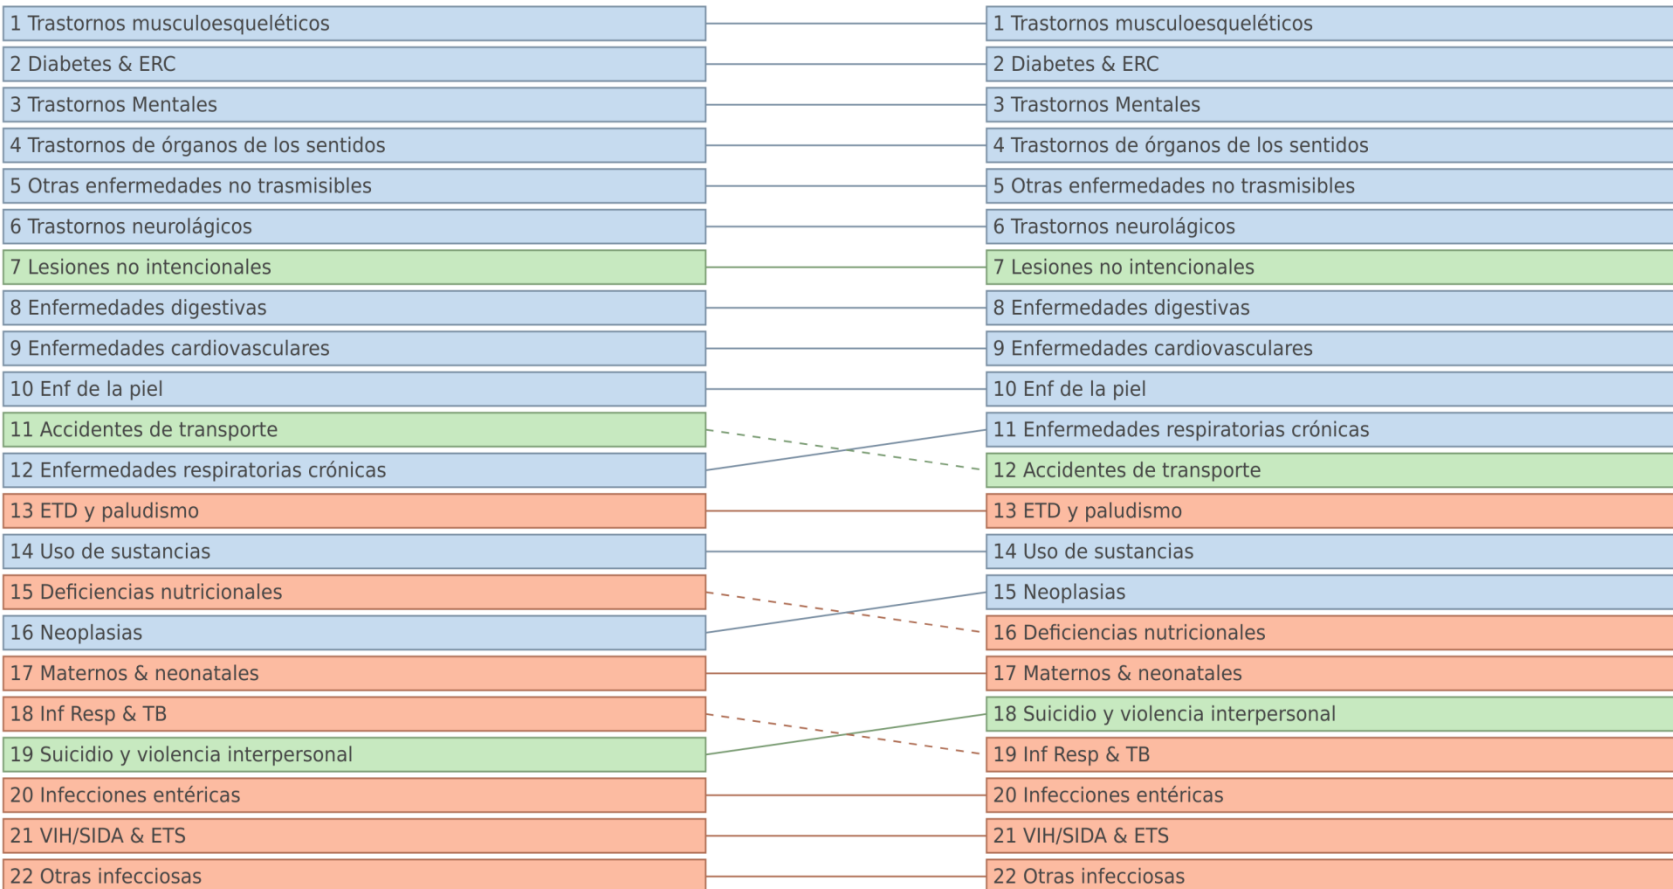 1 Trastornos musculoesqueléticos
2 Diabetes & ERC
3 Trastornos Mentales
4 Trastornos de órganos de los sentidos
5 Otras enfermedades no trasmisibles
6 Trastornos neurolágicos
7 Lesiones no intencionales
8 Enfermedades digestivas
9 Enfermedades cardiovasculares
10 Enf de la piel
11 Accidentes de transporte
12 Enfermedades respiratorias crónicas
13 ETD y paludismo
14 Uso de sustancias
15 Deficiencias nutricionales
16 Neoplasias
17 Maternos & neonatales
18 Inf Resp & TB
19 Suicidio y violencia interpersonal
20 Infecciones entéricas
21 VIH/SIDA & ETS
22 Otras infecciosas
1 Trastornos musculoesqueléticos
2 Diabetes & ERC
3 Trastornos Mentales
4 Trastornos de órganos de los sentidos
5 Otras enfermedades no trasmisibles
6 Trastornos neurolágicos
7 Lesiones no intencionales
8 Enfermedades digestivas
9 Enfermedades cardiovasculares
10 Enf de la piel
11 Enfermedades respiratorias crónicas
12 Accidentes de transporte
13 ETD y paludismo
14 Uso de sustancias
15 Neoplasias
16 Deficiencias nutricionales
17 Maternos & neonatales
18 Suicidio y violencia interpersonal
19 Inf Resp & TB
20 Infecciones entéricas
21 VIH/SIDA & ETS
22 Otras infecciosas